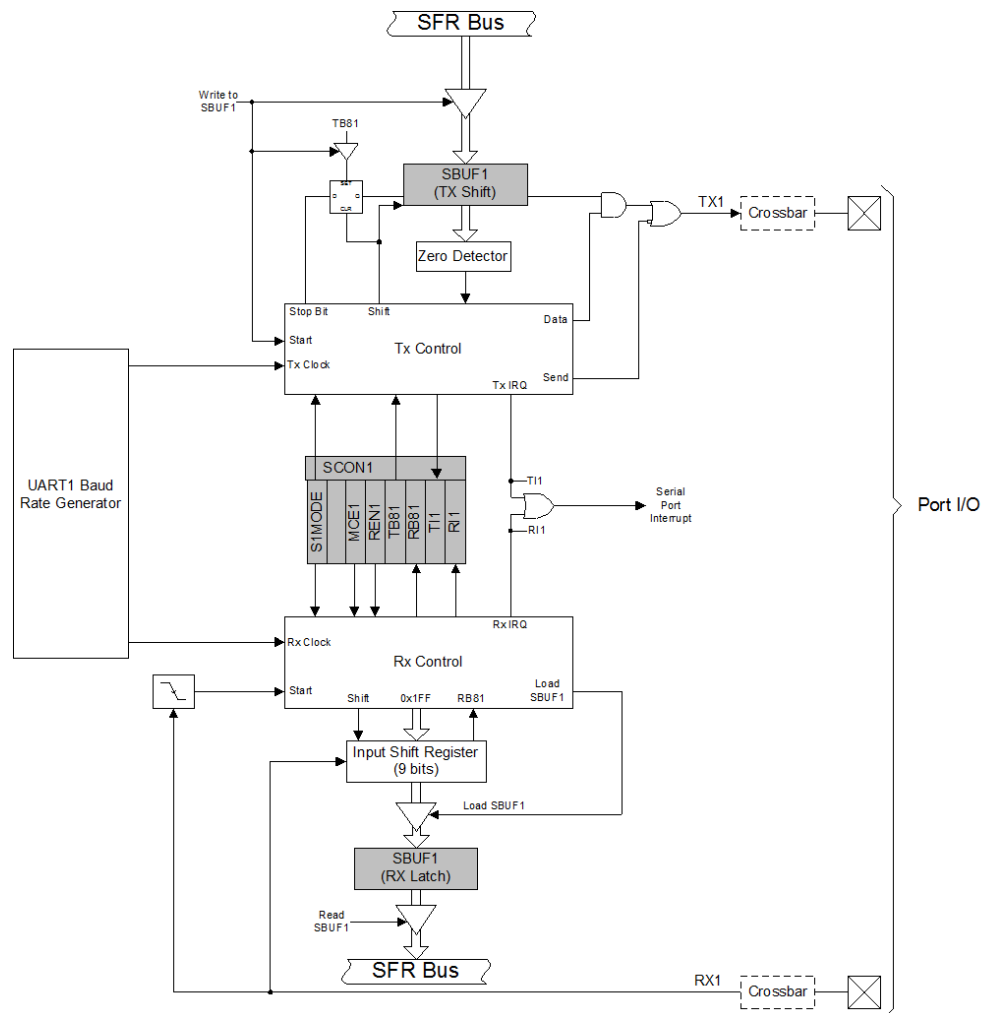 SFR Bus
Write to
SBUF1
TB81
SET
CLR
SBUF1
(TX Shift)
Zero Detector
TX1
Crossbar
Stop Bit
Shift
Start
Tx Clock
Tx Control
Data
Send
Tx IRQ
UART1 Baud
Rate Generator
SCON1
S1MODE
MCE1
REN1
TB81
RB81
TI1
RI1
TI1
RI1
Serial
Port
Interrupt
Port I/O
Rx IRQ
Rx Clock
Rx Control
Start
Load
SBUF1
Shift
0x1FF
RB81
Input Shift Register
(9 bits)
Load SBUF1
SBUF1
(RX Latch)
Read
SBUF1
SFR Bus
RX1
Crossbar